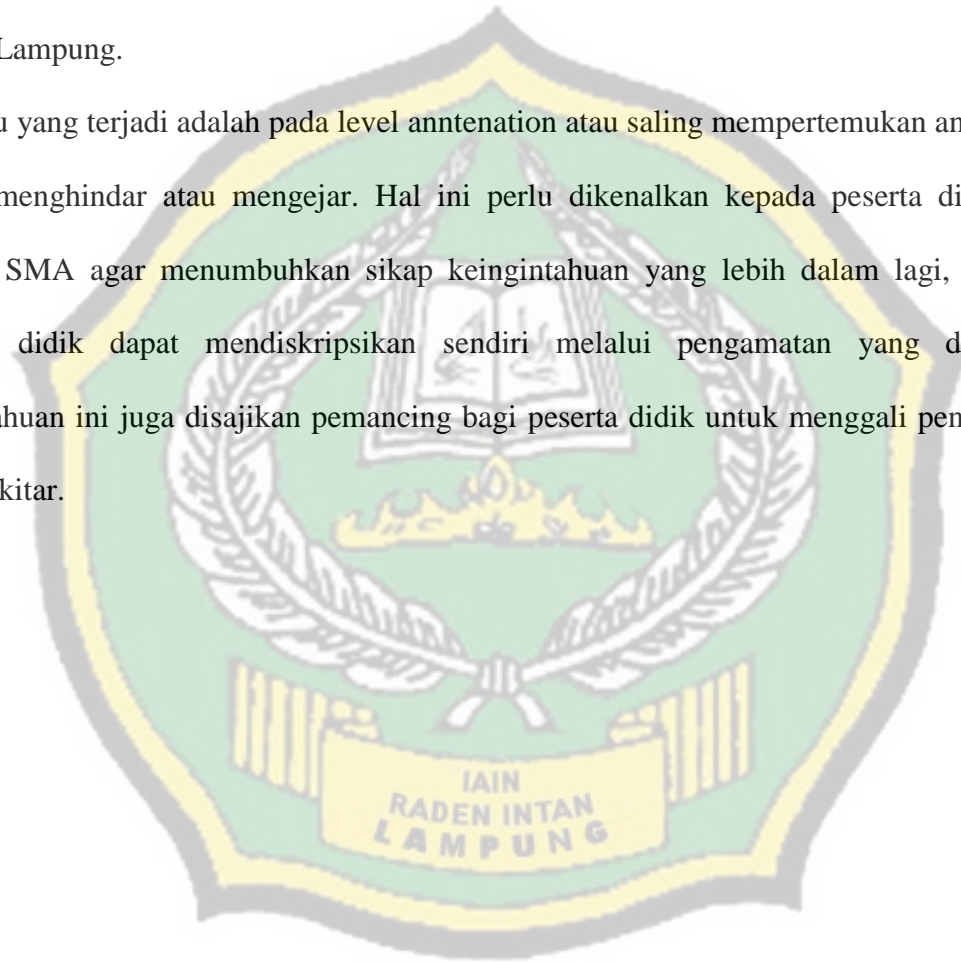 Lampung.
u yang terjadi adalah pada level anntenation atau saling mempertemukan an
menghindar atau mengejar. Hal ini perlu dikenalkan kepada peserta di
SMA agar menumbuhkan sikap keingintahuan yang lebih dalam lagi,
didik dapat mendiskripsikan sendiri melalui pengamatan yang d
ahuan ini juga disajikan pemancing bagi peserta didik untuk menggali pen
kitar.
IAIN
RADEN INTAN
LAMPUNG